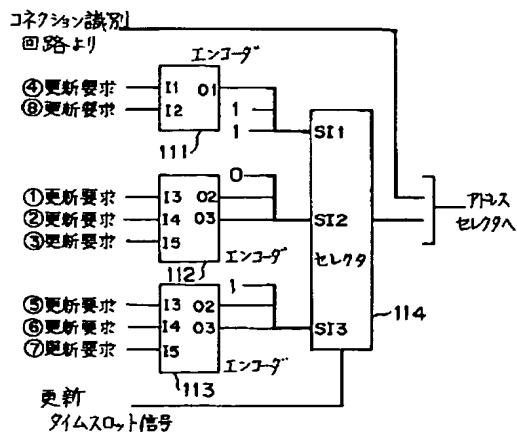 コネクション識別
回路より
エンコーダ
④更新要求
⑧更新要求
I1 O1
I2
1
1
111
SI1
①更新要求
②更新要求
③更新要求
I3 O2
I4 O3
I5
0
SI2
セレクタ
アドレス
セレクタへ
エンコーダ
112
⑤更新要求
⑥更新要求
⑦更新要求
I3 O2
I4 O3
I5
1
SI3
114
エンコーダ
113
更新
タイムスロット信号